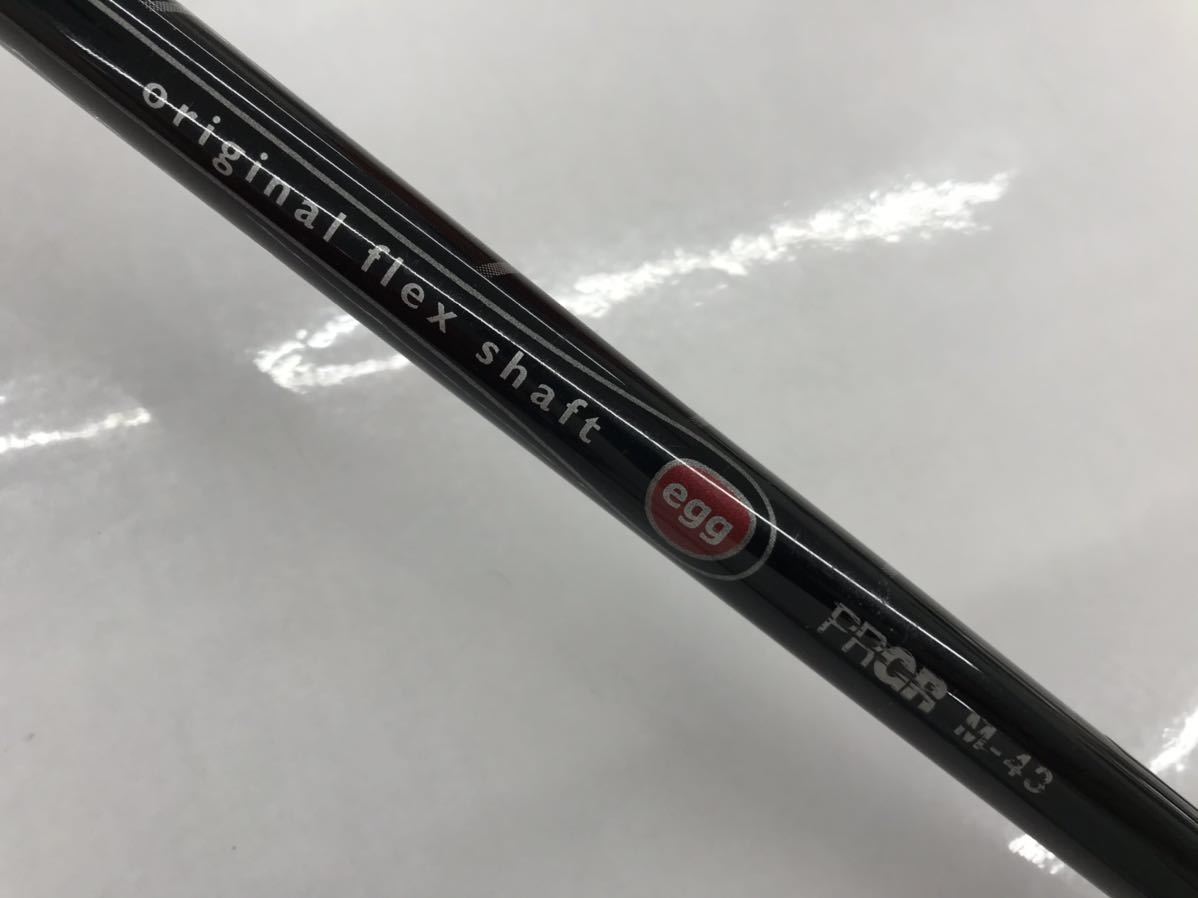 original flex shaft
egg
PRGR M-43